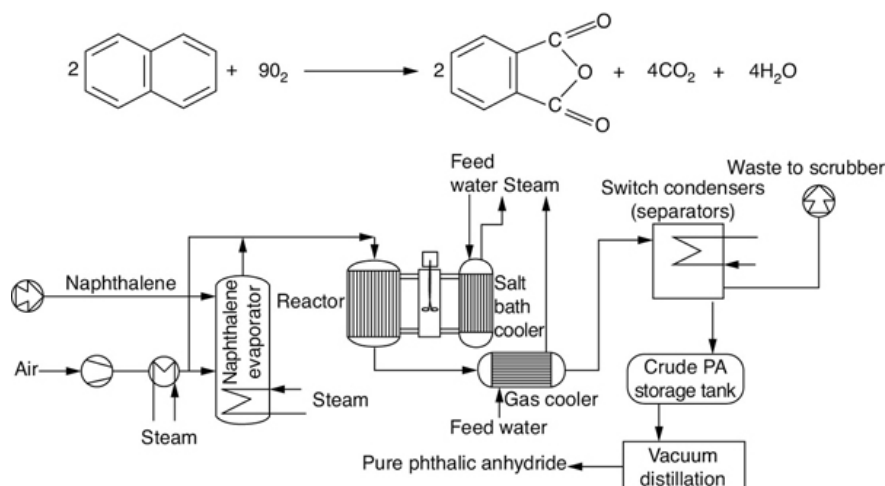 2 + 9O2 2 C O O C O + 4CO2 + 4H2O
Feed
water Steam
Waste to scrubber
Switch condensers
(separators)
Naphthalene
Reactor
Salt
bath
cooler
Naphthalene
evaporator
Air
Steam
Steam
Gas cooler
Feed water
Crude PA
storage tank
Pure phthalic anhydride
Vacuum
distillation